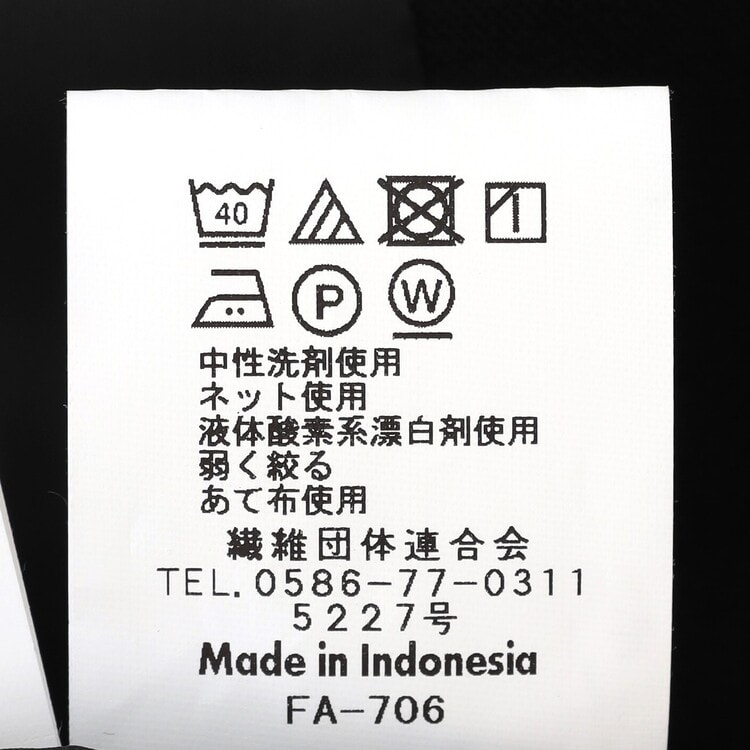 40
P W
中性洗剤使用
ネット使用
液体酸素系漂白剤使用
弱く絞る
あて布使用
繊維団体連合会
TEL.0586-77-0311
5227号
Made in Indonesia
FA-706